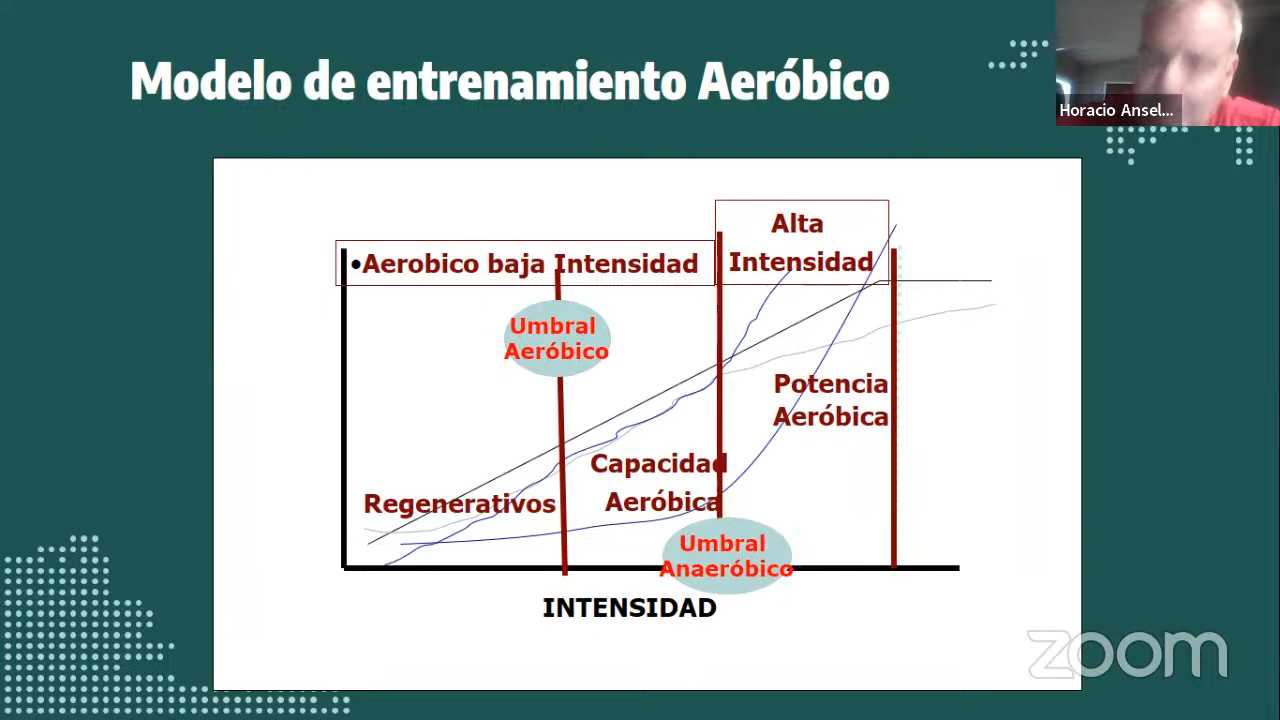 Modelo de entrenamiento Aeróbico
Horacio Ansel...
Alta
Intensidad
•Aerobico baja Intensidad
Umbral
Aeróbico
Potencia
Aeróbica
Capacidad
Aeróbica
Regenerativos
Umbral
Anaeróbico
INTENSIDAD
zoom